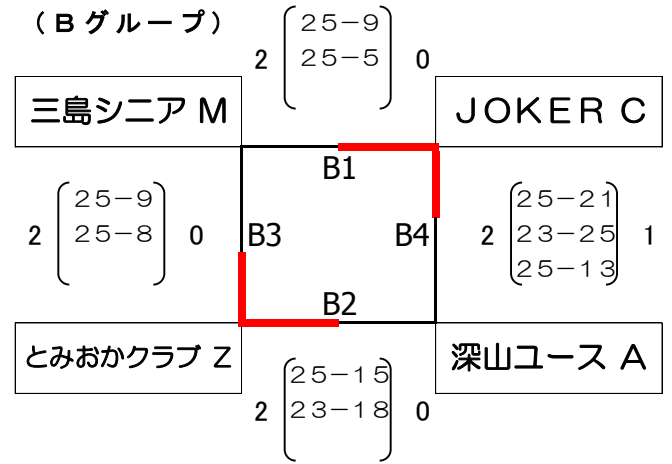 （Ｂグループ）
2 25－9 0
25－5
三島シニア M
JOKER C
B1
2 25－9 0
25－8
B3
B4
2 25－21 1
23－25
25－13
B2
とみおかクラブ Z
深山ユース A
2 25－15 0
23－18